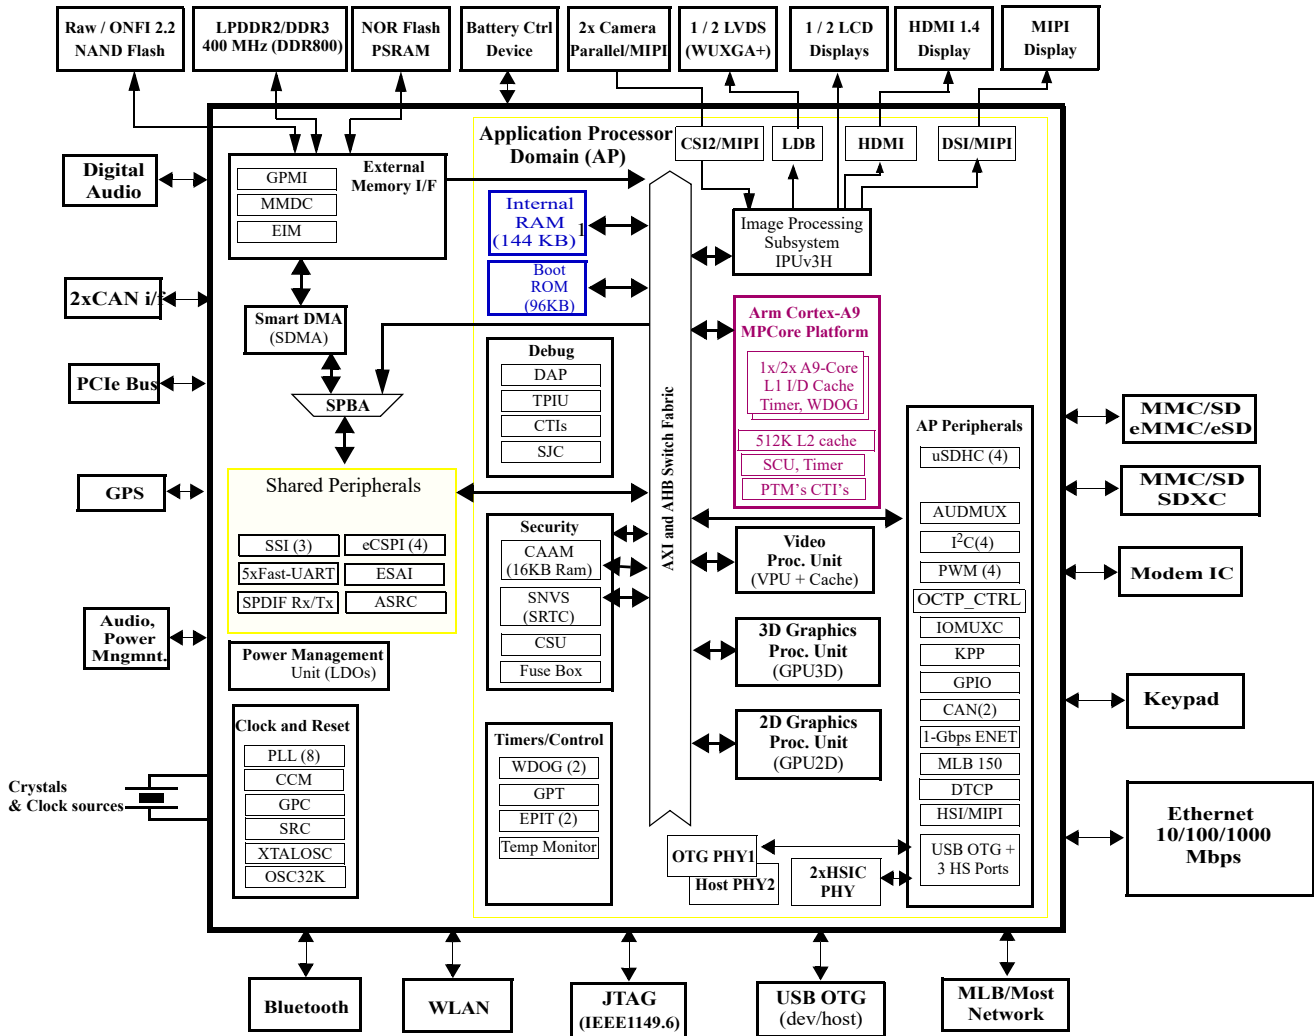 Raw / ONFI 2.2
NAND Flash
LPDDR2/DDR3
400 MHz (DDR800)
NOR Flash
PSRAM
Battery Ctrl
Device
2x Camera
Parallel/MIPI
1 / 2 LVDS
(WUXGA+)
1 / 2 LCD
Displays
HDMI 1.4
Display
MIPI
Display
Digital
Audio
2xCAN i/f
PCIe Bus
GPS
Audio,
Power
Mngmnt.
Crystals
& Clock sources
External
Memory I/F
GPMI
MMDC
EIM
Smart DMA
(SDMA)
SPBA
Shared Peripherals
SSI (3)
eCSPI (4)
5xFast-UART
ESAI
SPDIF Rx/Tx
ASRC
Power Management
Unit (LDOs)
Clock and Reset
PLL (8)
CCM
GPC
SRC
XTALOSC
OSC32K
Application Processor
Domain (AP)
Internal
RAM
(144 KB)
1
Boot
ROM
(96KB)
Debug
DAP
TPIU
CTIs
SJC
Security
CAAM
(16KB Ram)
SNVS
(SRTC)
CSU
Fuse Box
Timers/Control
WDOG (2)
GPT
EPIT (2)
Temp Monitor
AXI and AHB Switch Fabric
CSI2/MIPI
LDB
HDMI
DSI/MIPI
Image Processing
Subsystem
IPUv3H
Arm Cortex-A9
MPCore Platform
1x/2x A9-Core
L1 I/D Cache
Timer, WDOG
512K L2 cache
SCU, Timer
PTM's CTI's
Video
Proc. Unit
(VPU + Cache)
3D Graphics
Proc. Unit
(GPU3D)
2D Graphics
Proc. Unit
(GPU2D)
OTG PHY1
Host PHY2
2xHSIC
PHY
AP Peripherals
uSDHC (4)
AUDMUX
I²C(4)
PWM (4)
OCTP_CTRL
IOMUXC
KPP
GPIO
CAN(2)
1-Gbps ENET
MLB 150
DTCP
HSI/MIPI
USB OTG +
3 HS Ports
MMC/SD
eMMC/eSD
MMC/SD
SDXC
Modem IC
Keypad
Ethernet
10/100/1000
Mbps
Bluetooth
WLAN
JTAG
(IEEE1149.6)
USB OTG
(dev/host)
MLB/Most
Network